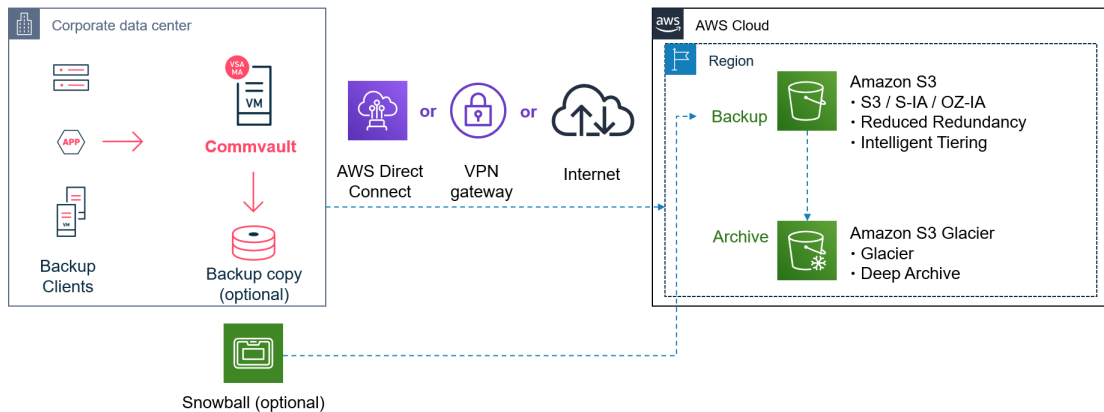 Corporate data center
VSA
MA
VM
APP
Commvault
VM
Backup
Clients
Backup copy
(optional)
Snowball (optional)
or
or
AWS Direct
Connect
VPN
gateway
Internet
aws
AWS Cloud
Region
Backup
Amazon S3
· S3 / S-IA / OZ-IA
· Reduced Redundancy
· Intelligent Tiering
Archive
Amazon S3 Glacier
· Glacier
· Deep Archive